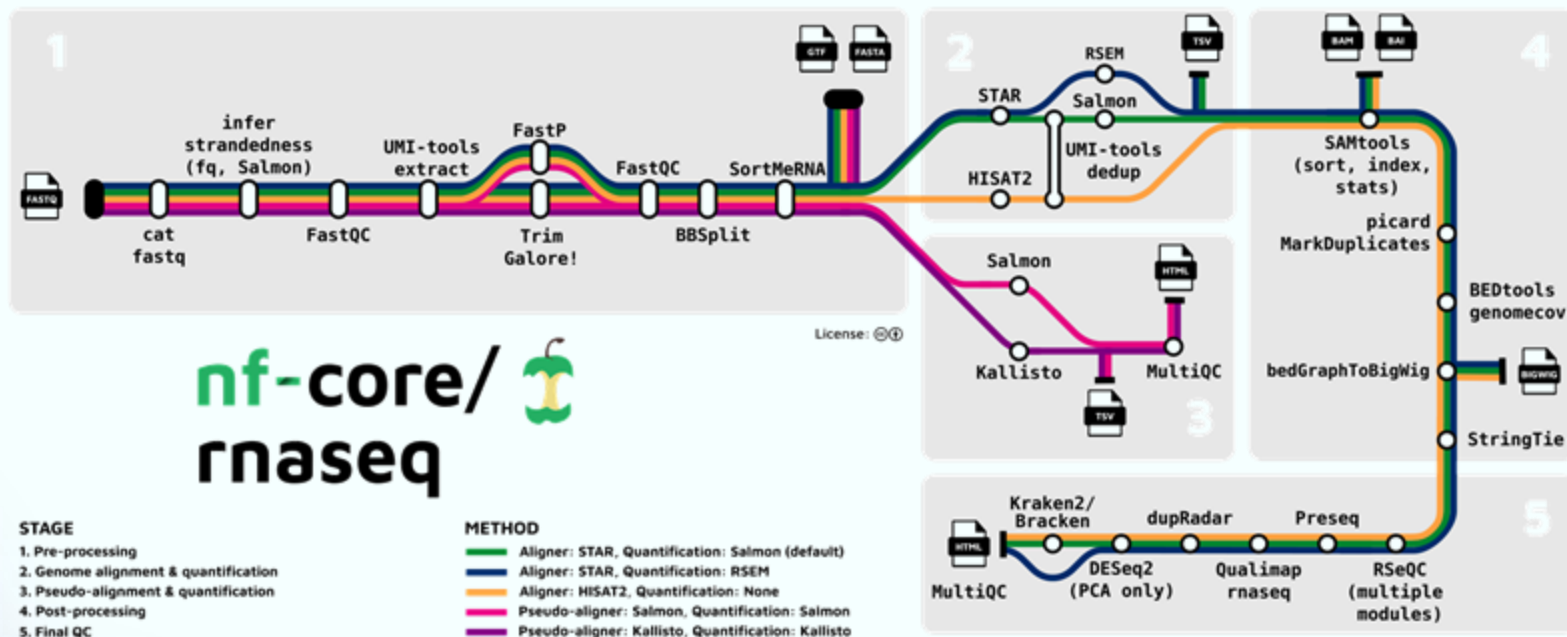 1
GTF
FASTA
infer
strandedness
(fq, Salmon)
UMI-tools
extract
FastP
FastQC
SortMeRNA
FASTQ
cat
fastq
FastQC
Trim
Galore!
BBSplit
License:
nf-core/
rnaseq
STAGE
1. Pre-processing
2. Genome alignment & quantification
3. Pseudo-alignment & quantification
4. Post-processing
5. Final QC
METHOD
Aligner: STAR, Quantification: Salmon (default)
Aligner: STAR, Quantification: RSEM
Aligner: HISAT2, Quantification: None
Pseudo-aligner: Salmon, Quantification: Salmon
Pseudo-aligner: Kallisto, Quantification: Kallisto
2
RSEM
TSV
STAR
Salmon
UMI-tools
dedup
HISAT2
Salmon
HTML
Kallisto
MultiQC
TSV
3
BAM
BAI
4
SAMtools
(sort, index,
stats)
picard
MarkDuplicates
BEDtools
genomecov
bedGraphToBigWig
BIGWIG
StringTie
5
Kraken2/
Bracken
dupRadar
Preseq
HTML
MultiQC
DESeq2
(PCA only)
Qualimap
rnaseq
RSeQC
(multiple
modules)